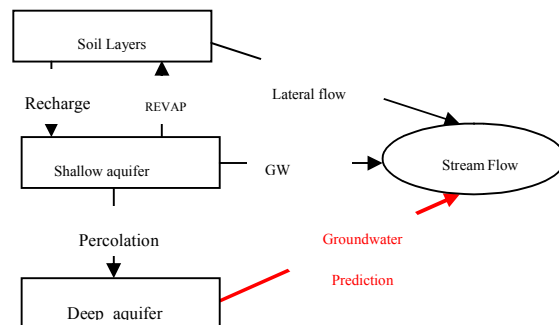 Soil Layers
Recharge
REVAP
Lateral flow
Shallow aquifer
GW
Stream Flow
Percolation
Groundwater
Prediction
Deep aquifer